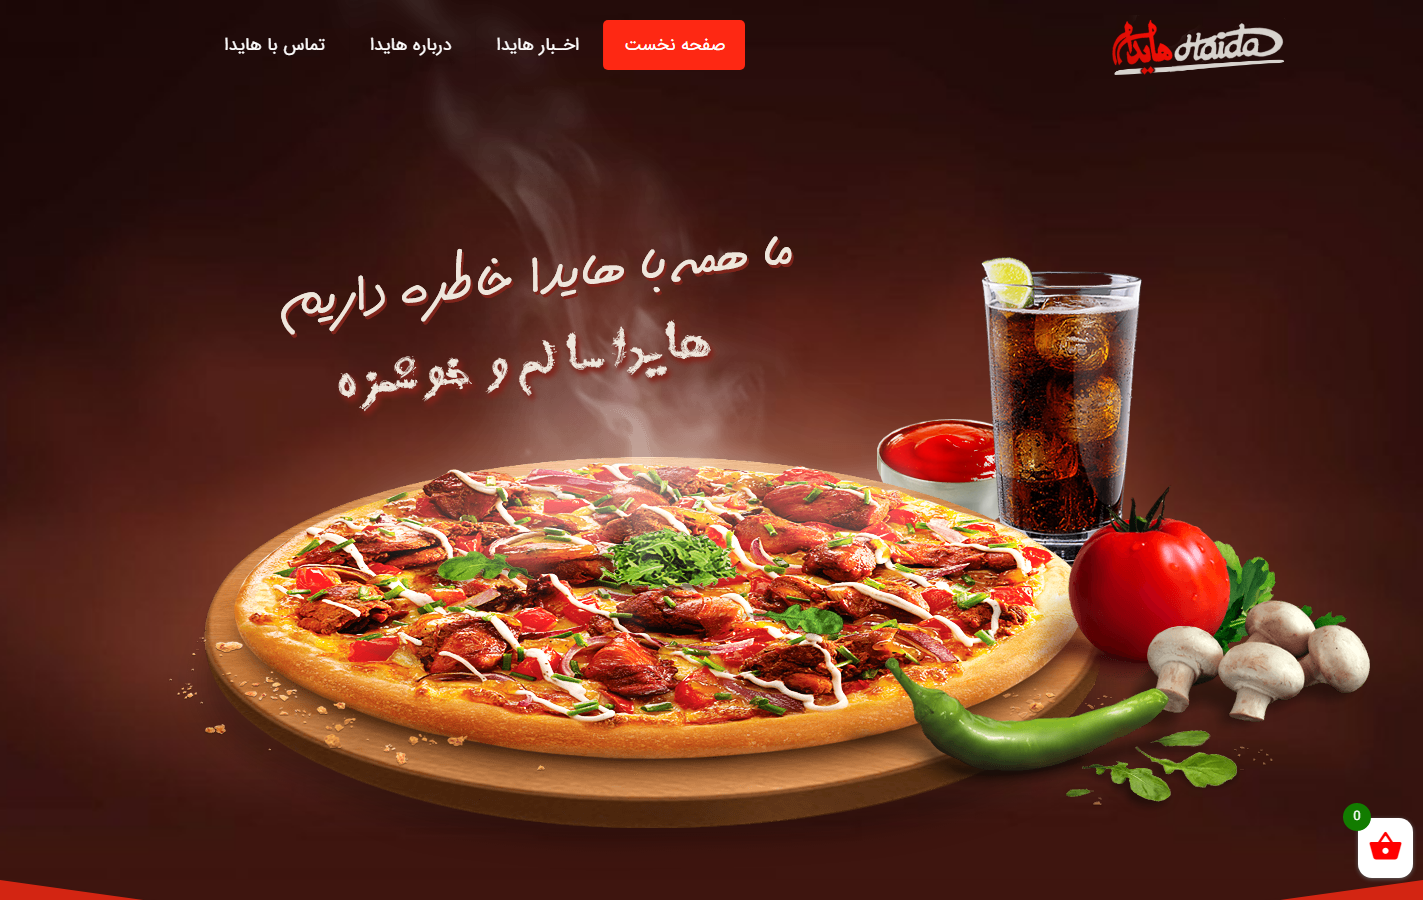 Haida هایدا
صفحه نخست
اخـبار هایدا
درباره هایدا
تماس با هایدا
ما همه با هایدا خاطره داریم
هایدا سالم و خوشمزه
0